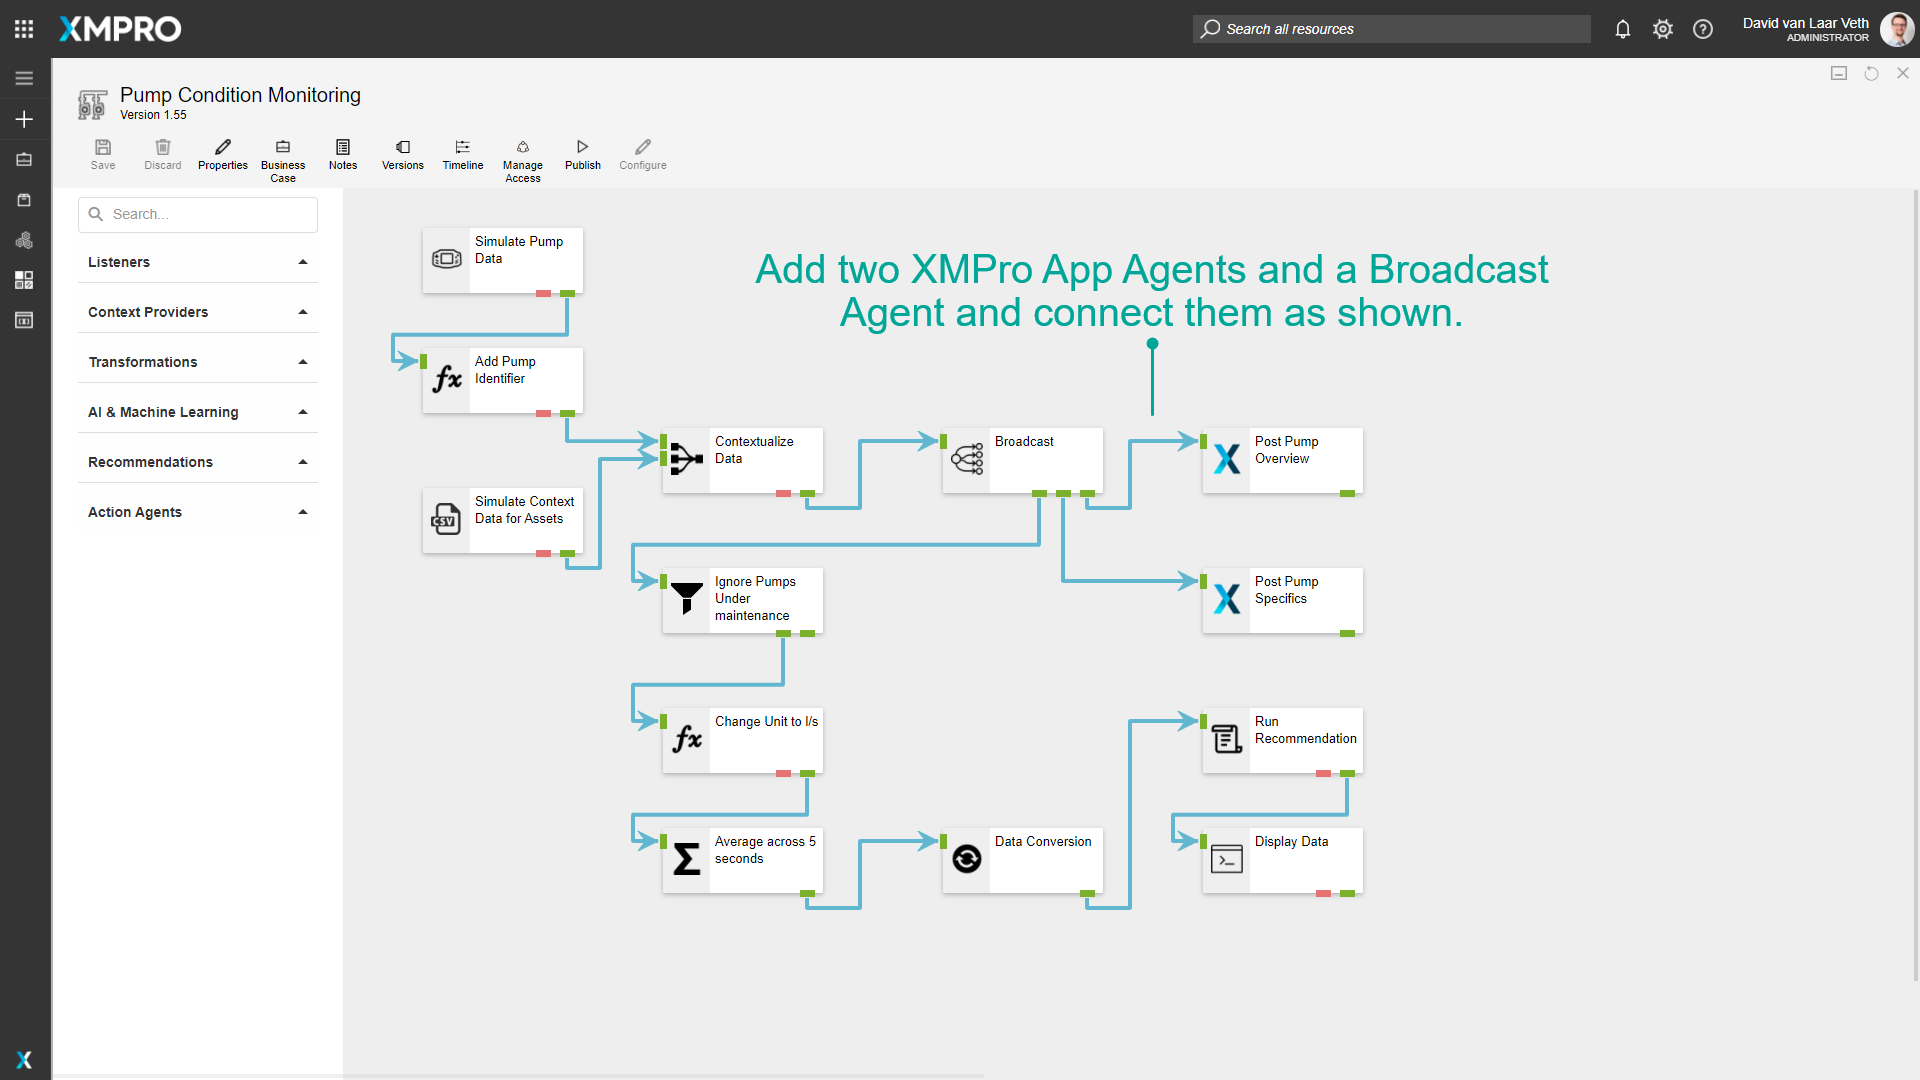 XMPRO
Search all resources
David van Laar Veth
ADMINISTRATOR
Pump Condition Monitoring
Version 1.55
Save
Discard
Properties
Business
Case
Notes
Versions
Timeline
Manage
Access
Publish
Configure
Search...
Listeners
Context Providers
Transformations
AI & Machine Learning
Recommendations
Action Agents
Add two XMPro App Agents and a Broadcast
Agent and connect them as shown.
Simulate Pump
Data
fx
Add Pump
Identifier
Contextualize
Data
Broadcast
Post Pump
Overview
CSV
Simulate Context
Data for Assets
Ignore Pumps
Under
maintenance
Post Pump
Specifics
fx
Change Unit to l/s
Run
Recommendation
Σ
Average across 5
seconds
Data Conversion
Display Data